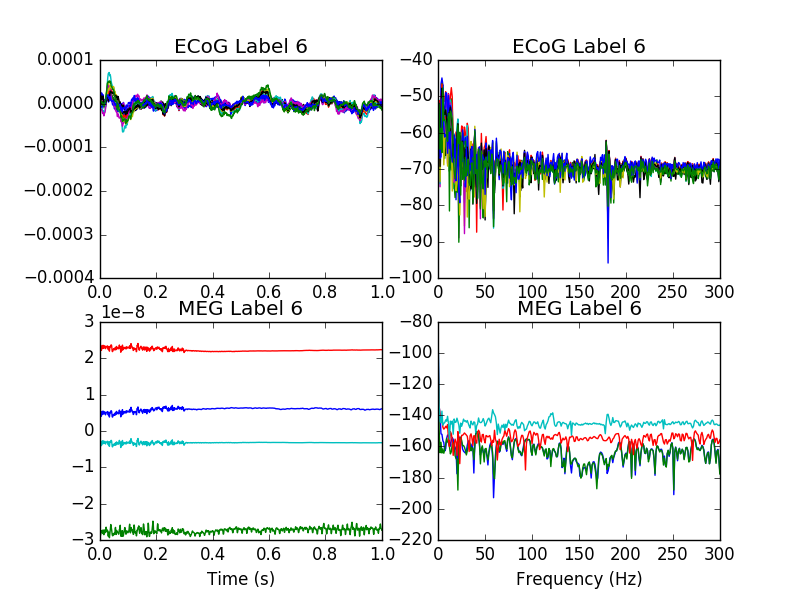 ECoG Label 6
0.0001
0.0000
−0.0001
−0.0002
−0.0003
−0.0004
0.0 0.2 0.4 0.6 0.8 1.0
ECoG Label 6
−40
−50
−60
−70
−80
−90
−100
0 50 100 150 200 250 300
1e−8
MEG Label 6
3
2
1
0
−1
−2
−3
0.0 0.2 0.4 0.6 0.8 1.0
Time (s)
MEG Label 6
−80
−100
−120
−140
−160
−180
−200
−220
0 50 100 150 200 250 300
Frequency (Hz)